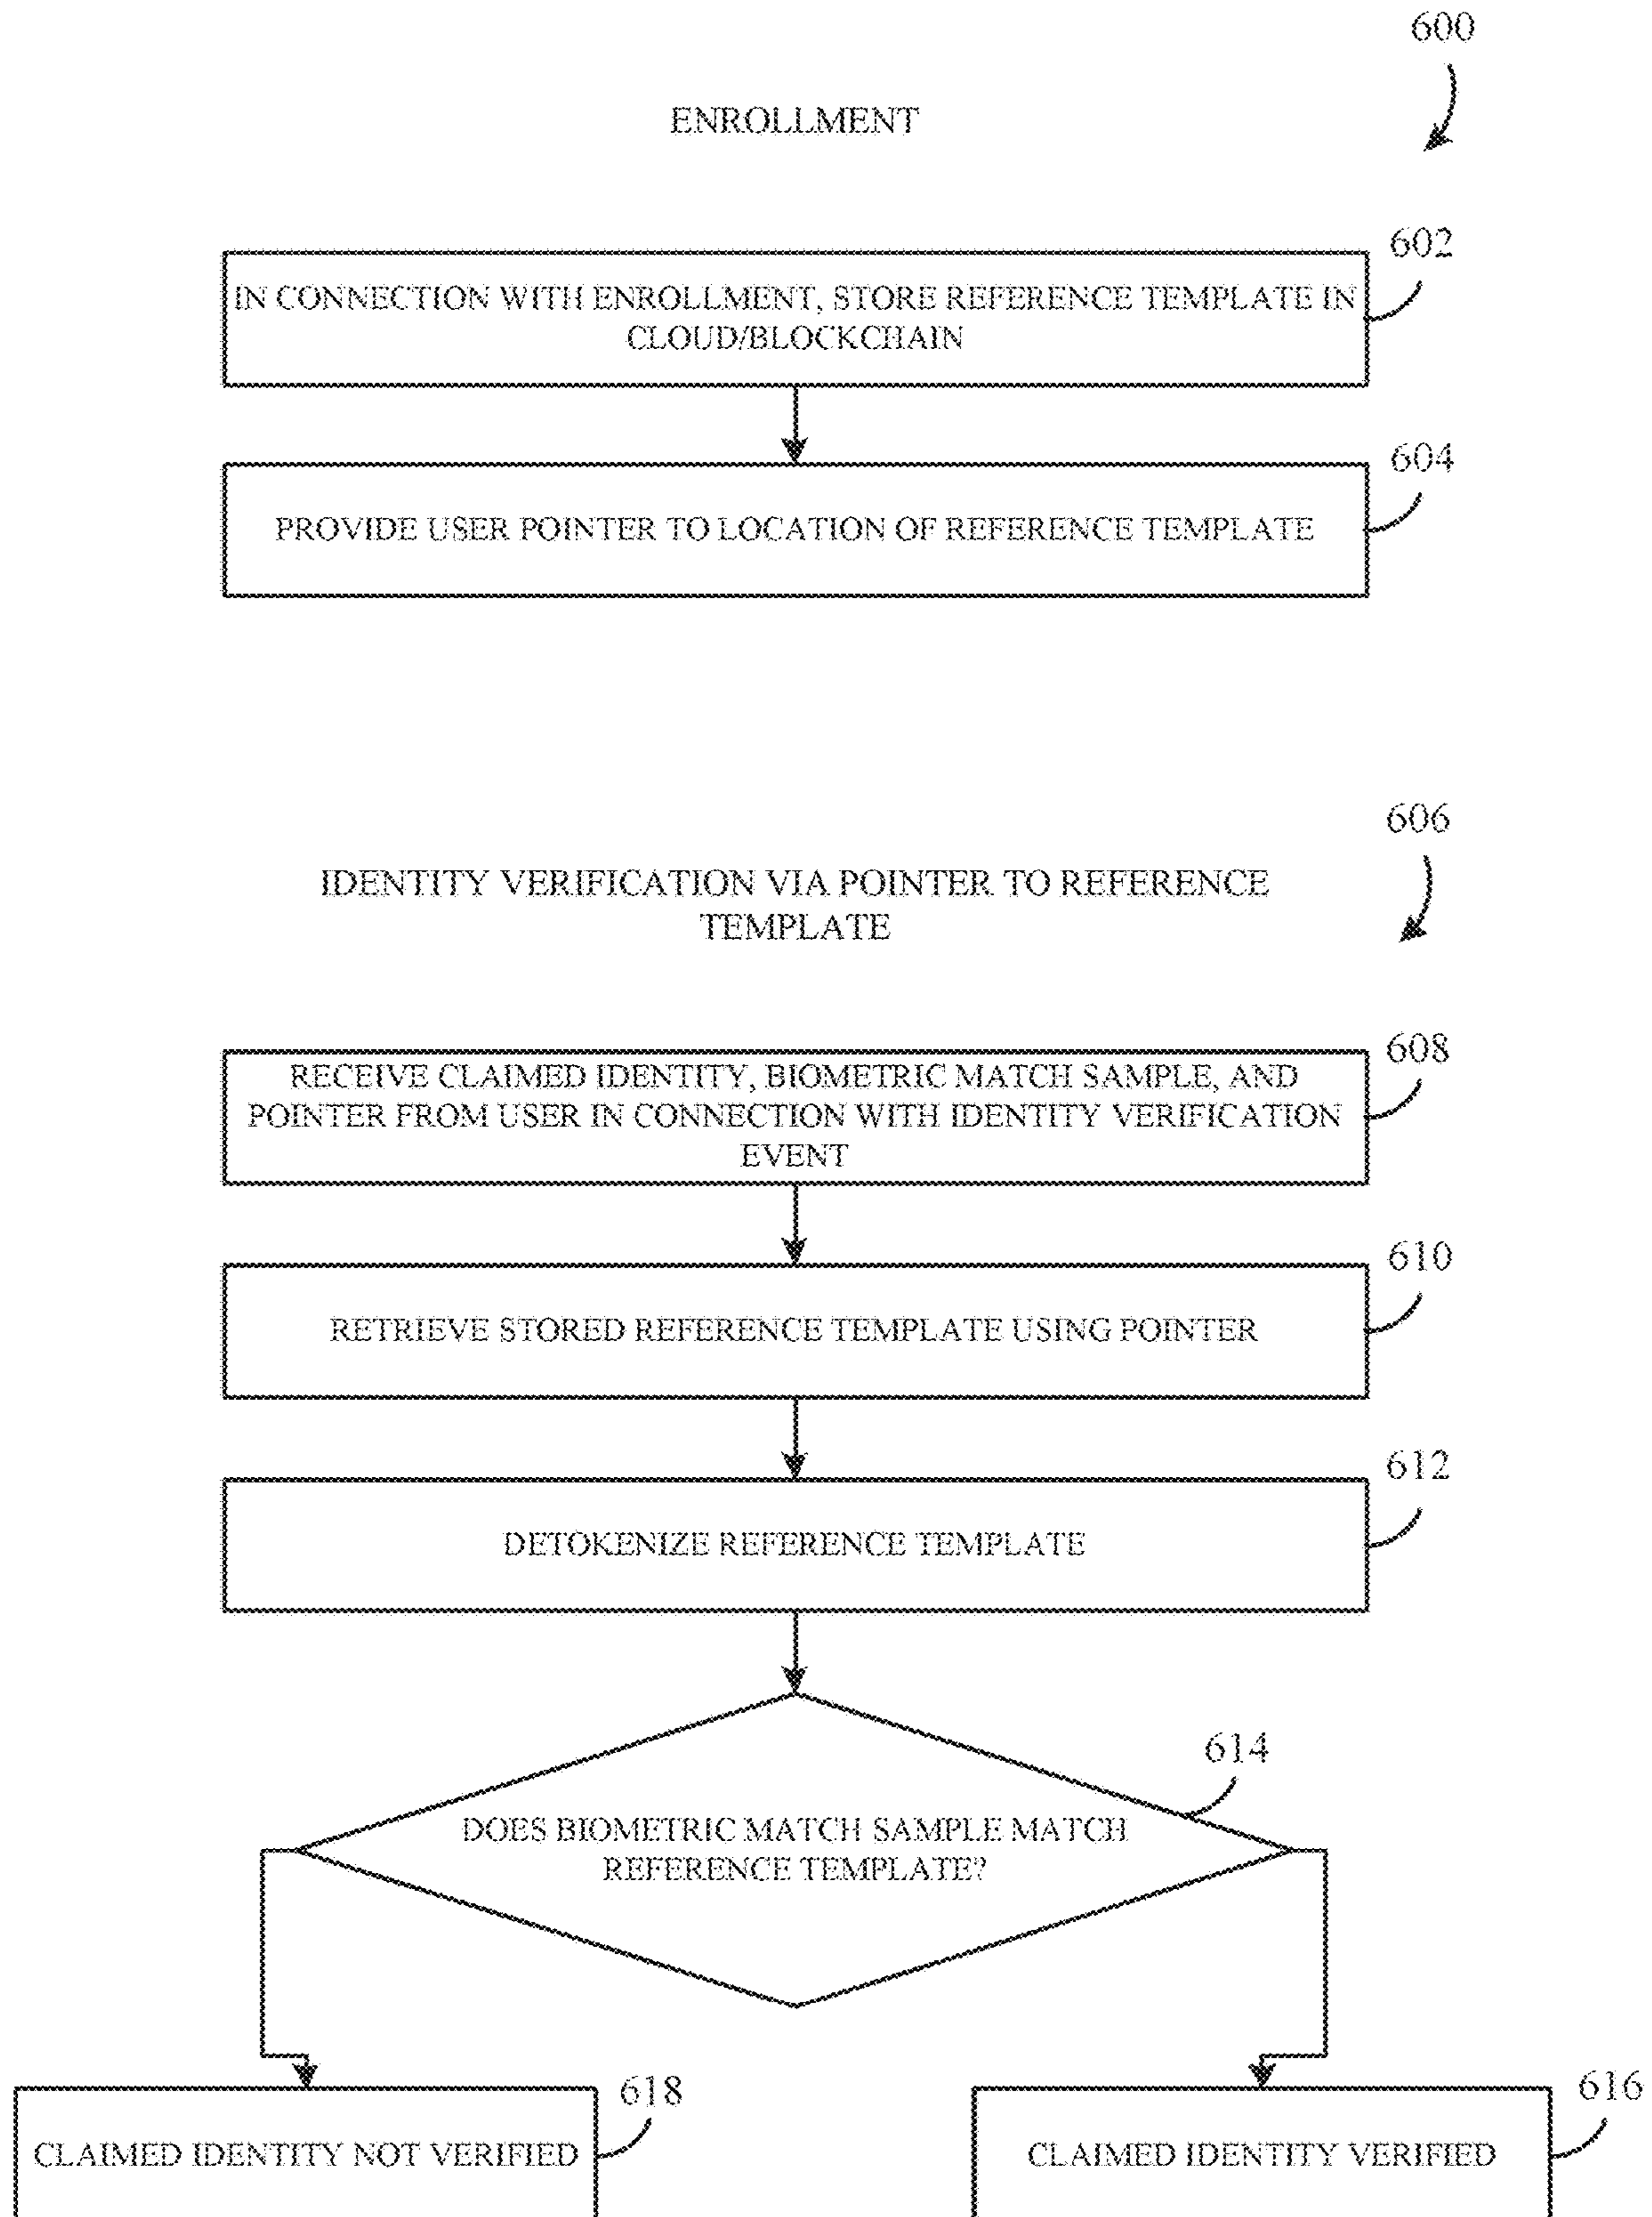 600
ENROLLMENT
602
IN CONNECTION WITH ENROLLMENT, STORE REFERENCE TEMPLATE IN
CLOUD/BLOCKCHAIN
604
PROVIDE USER POINTER TO LOCATION OF REFERENCE TEMPLATE
606
IDENTITY VERIFICATION VIA POINTER TO REFERENCE
TEMPLATE
608
RECEIVE CLAIMED IDENTITY, BIOMETRIC MATCH SAMPLE, AND
POINTER FROM USER IN CONNECTION WITH IDENTITY VERIFICATION
EVENT
610
RETRIEVE STORED REFERENCE TEMPLATE USING POINTER
612
DETOKENIZE REFERENCE TEMPLATE
614
DOES BIOMETRIC MATCH SAMPLE MATCH
REFERENCE TEMPLATE?
618
CLAIMED IDENTITY NOT VERIFIED
616
CLAIMED IDENTITY VERIFIED